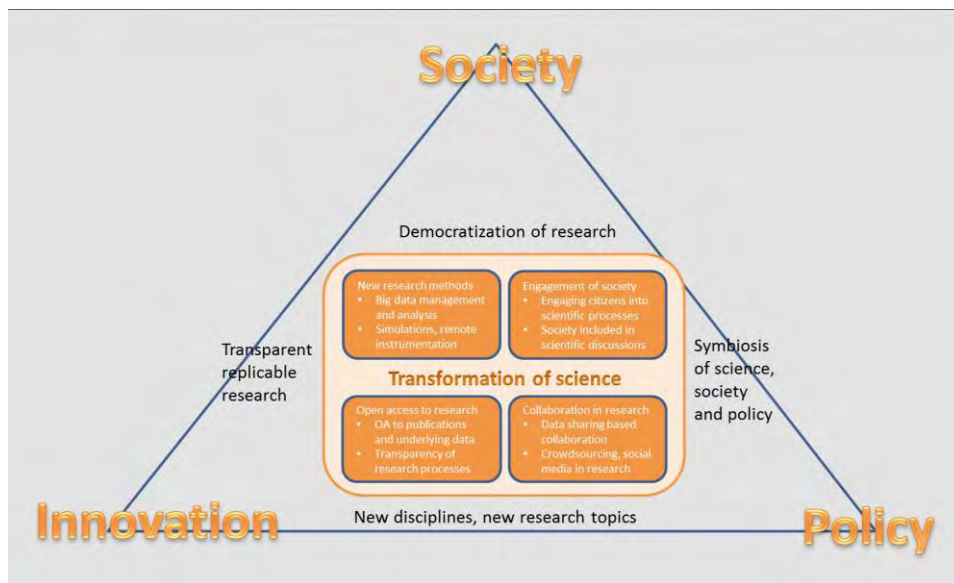 Society
Democratization of research
New research methods
• Big data management
and analysis
• Simulations, remote
instrumentation
Engagement of society
• Engaging citizens into
scientific processes
• Society included in
scientific discussions
Transparent
replicable
research
Transformation of science
Symbiosis
of science,
society
and policy
Open access to research
• OA to publications
and underlying data
• Transparency of
research processes
Collaboration in research
• Data sharing based
collaboration
• Crowdsourcing, social
media in research
Innovation
New disciplines, new research topics
Policy